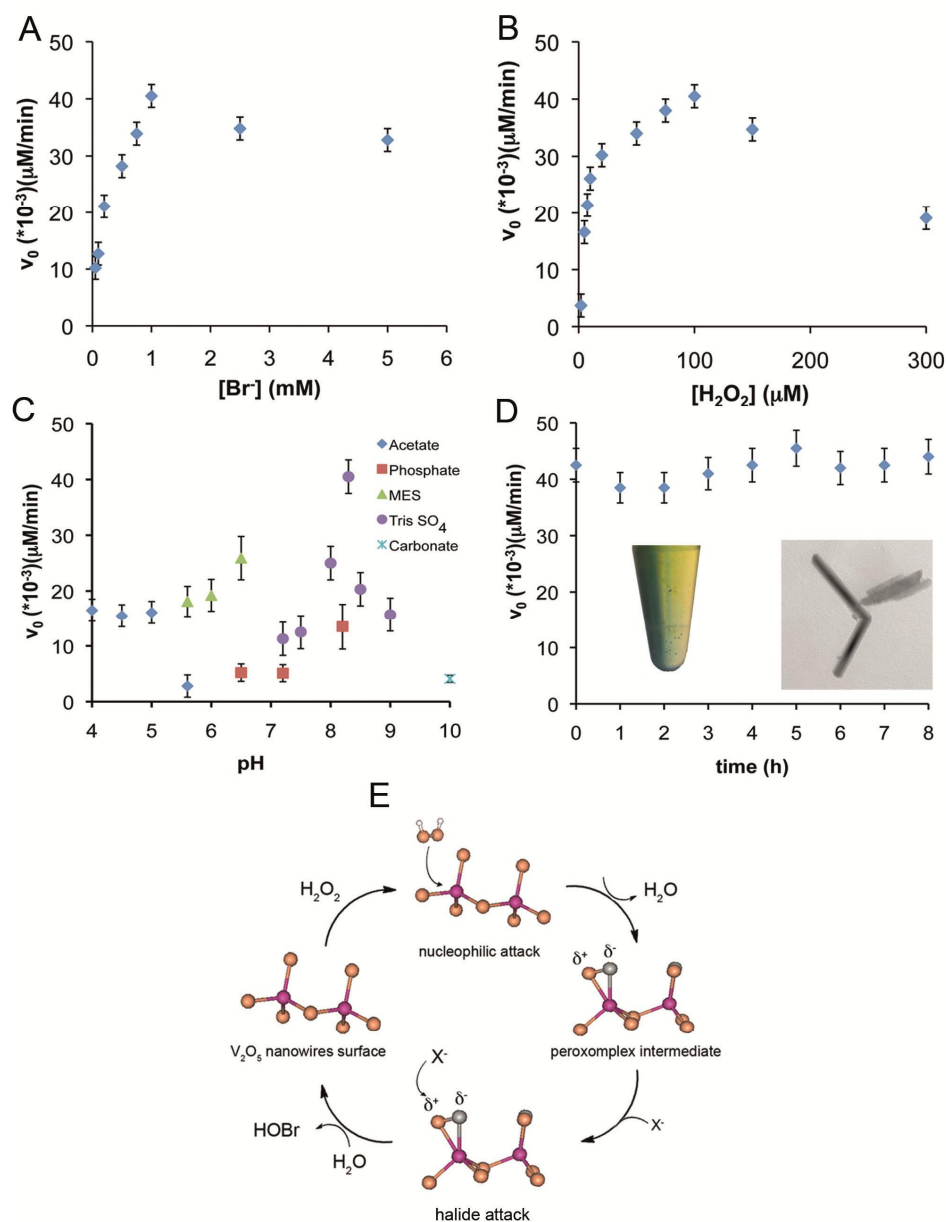 A
50
40
30
20
10
0
v₀ (*10⁻³)(μM/min)
0 1 2 3 4 5 6
[Br⁻] (mM)
B
50
40
30
20
10
0
v₀ (*10⁻³)(μM/min)
0 100 200 300
[H₂O₂] (μM)
C
50
40
30
20
10
0
v₀ (*10⁻³)(μM/min)
Acetate
Phosphate
MES
Tris SO₄
Carbonate
4 5 6 7 8 9 10
pH
D
50
40
30
20
10
0
v₀ (*10⁻³)(μM/min)
0 1 2 3 4 5 6 7 8
time (h)
E
H₂O₂
H₂O
nucleophilic attack
δ⁺ δ⁻
V₂O₅ nanowires surface
peroxomplex intermediate
X⁻
δ⁺ δ⁻
X⁻
HOBr
H₂O
halide attack